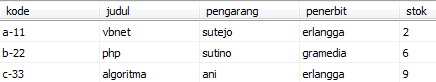 kode judul pengarang penerbit stok
a-11 vbnet sutejo erlangga 2
b-22 php sutino gramedia 6
c-33 algoritma ani erlangga 9